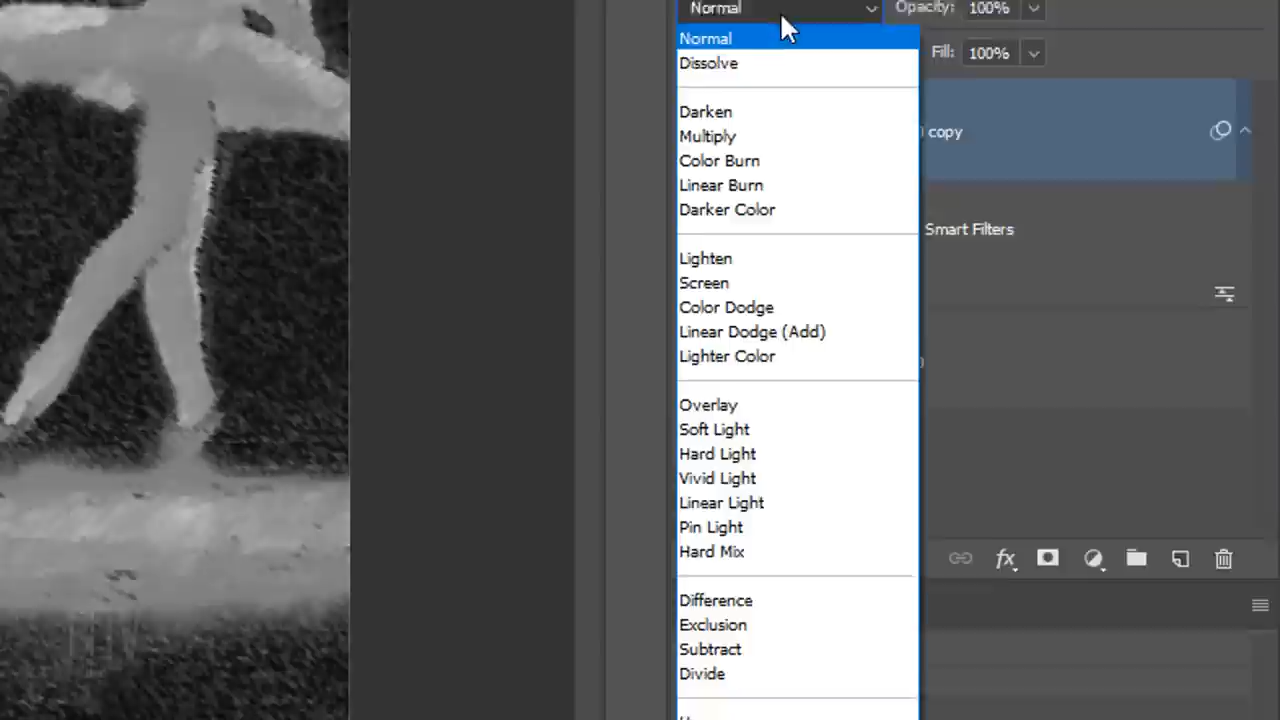 Normal
Opacity: 100%
Normal
Fill: 100%
Dissolve
Darken
copy
Multiply
Color Burn
Linear Burn
Darker Color
Smart Filters
Lighten
Screen
Color Dodge
Linear Dodge (Add)
Lighter Color
Overlay
Soft Light
Hard Light
Vivid Light
Linear Light
Pin Light
Hard Mix
fx
Difference
Exclusion
Subtract
Divide